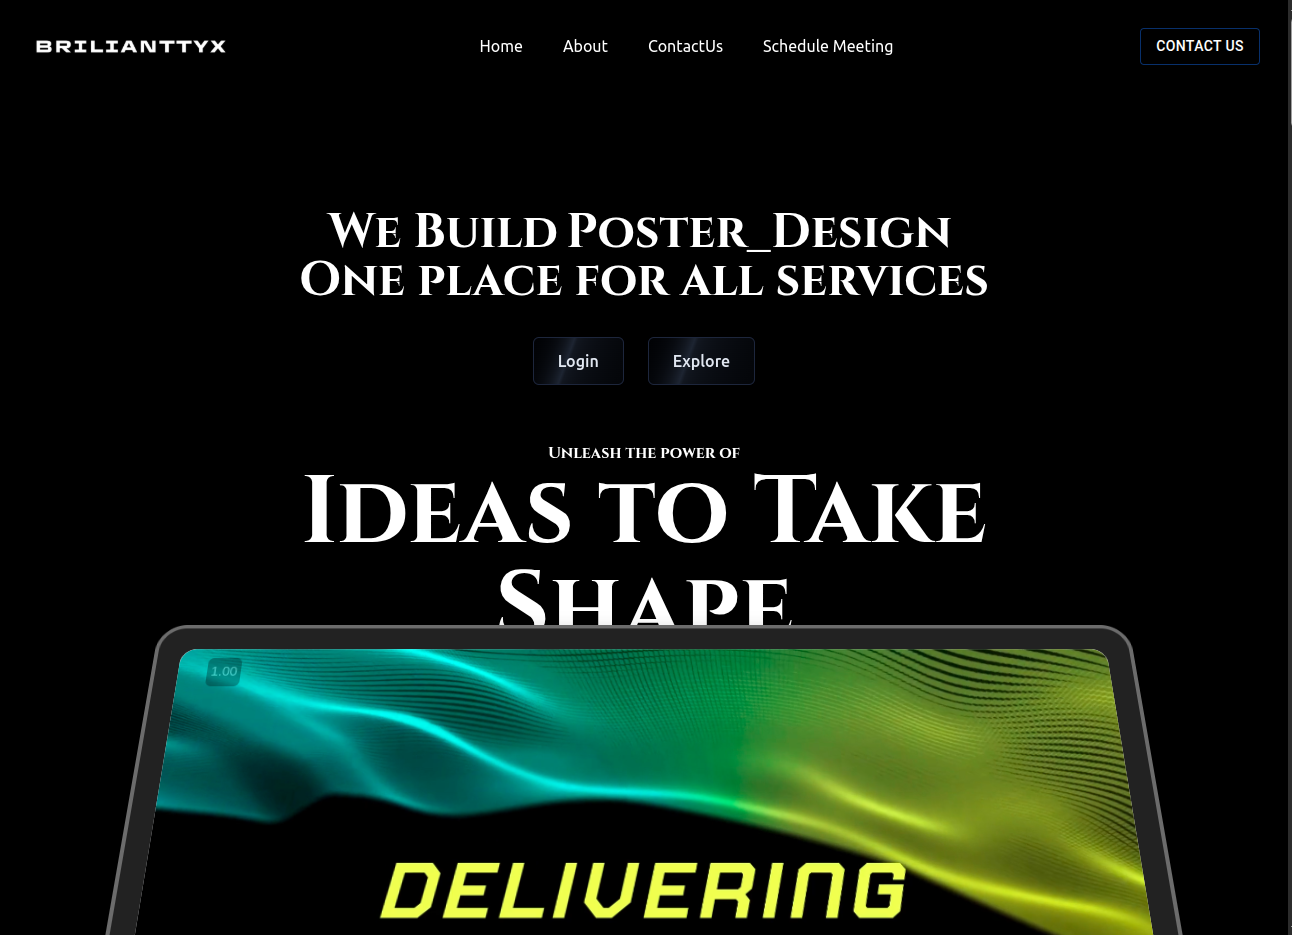 BRILIANTTYX
Home About ContactUs Schedule Meeting
CONTACT US
We Build Poster_Design
One place for all services
Login Explore
Unleash the power of
Ideas to Take
Shape
1.00
DELIVERING